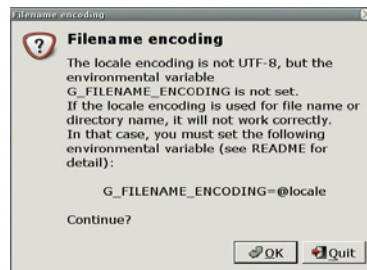 Filename encoding
Filename encoding
The locale encoding is not UTF-8, but the
environmental variable
G_FILENAME_ENCODING is not set.
If the locale encoding is used for file name or
directory name, it will not work correctly.
In that case, you must set the following
environmental variable (see README for
detail):
G_FILENAME_ENCODING=@locale
Continue?
OK Quit